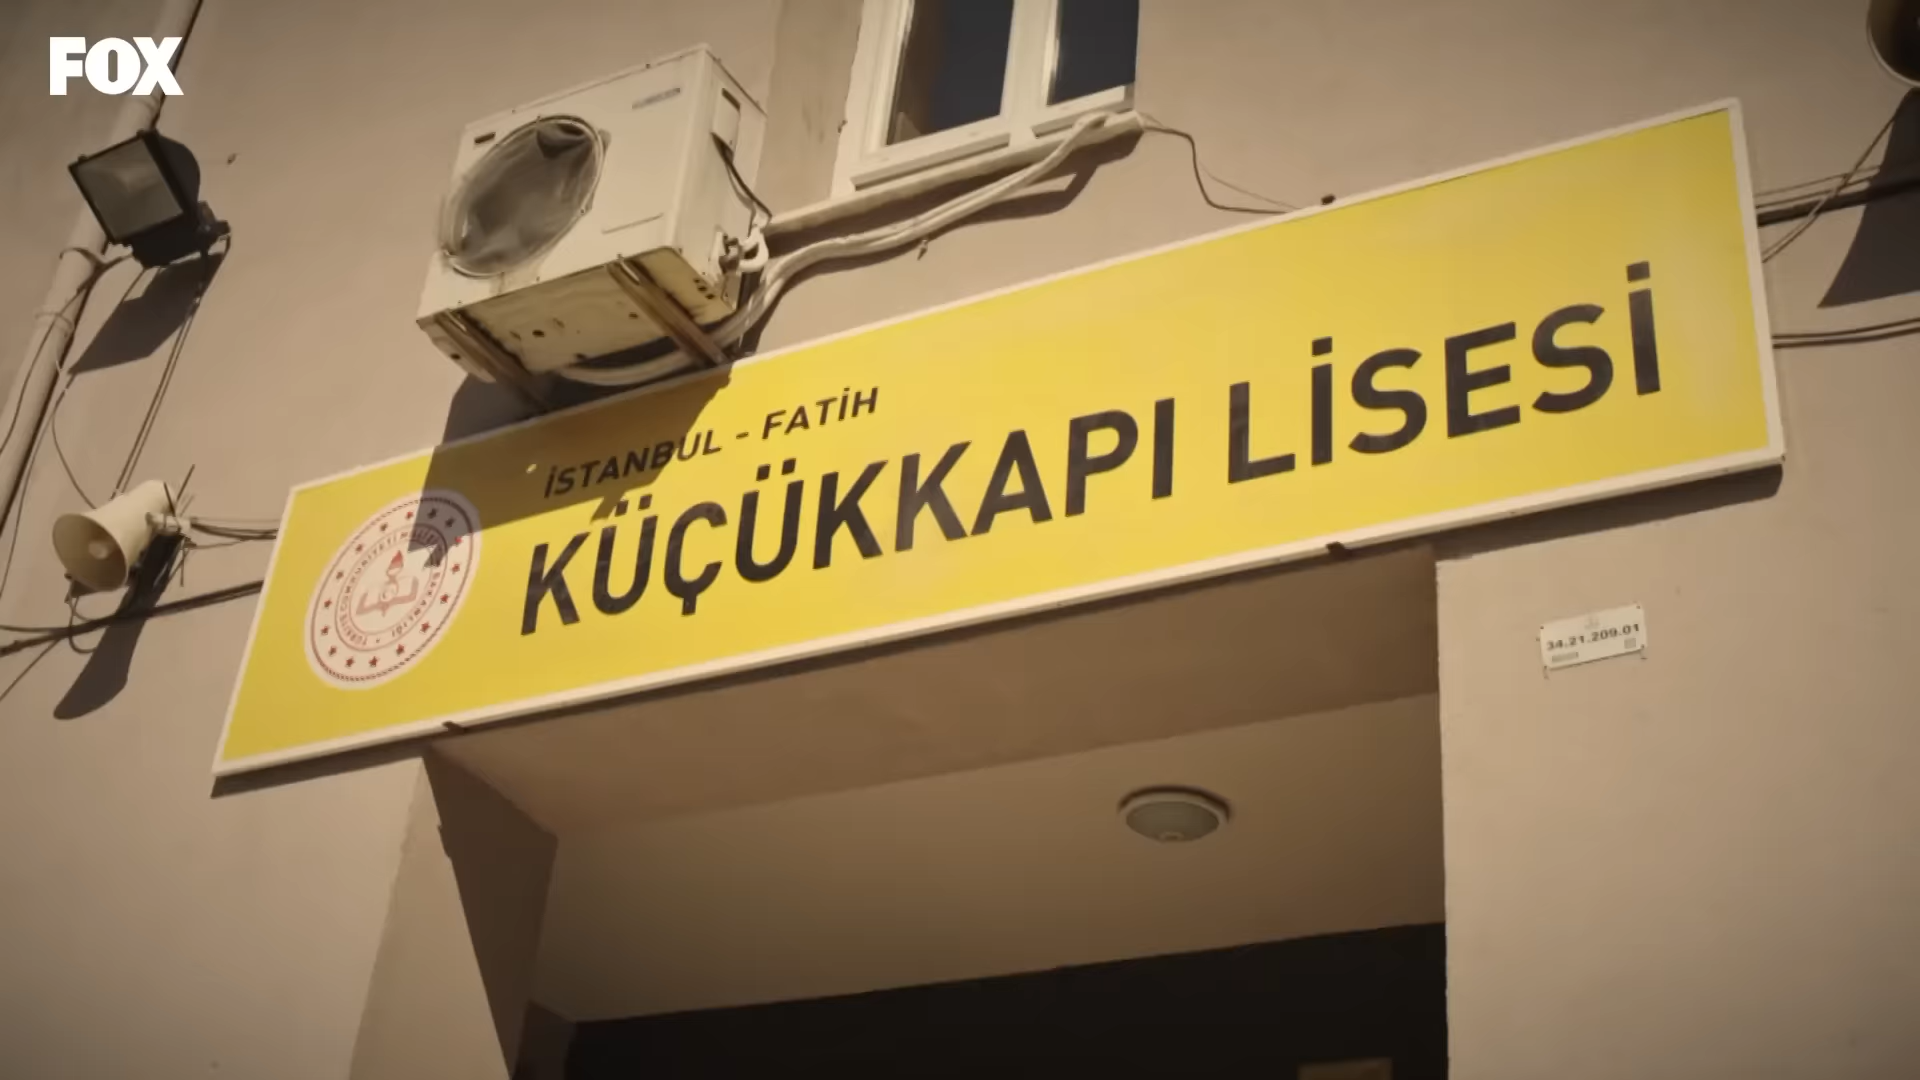 FOX
İSTANBUL - FATİH
KÜÇÜKKAPI LİSESİ
34.21.209.01